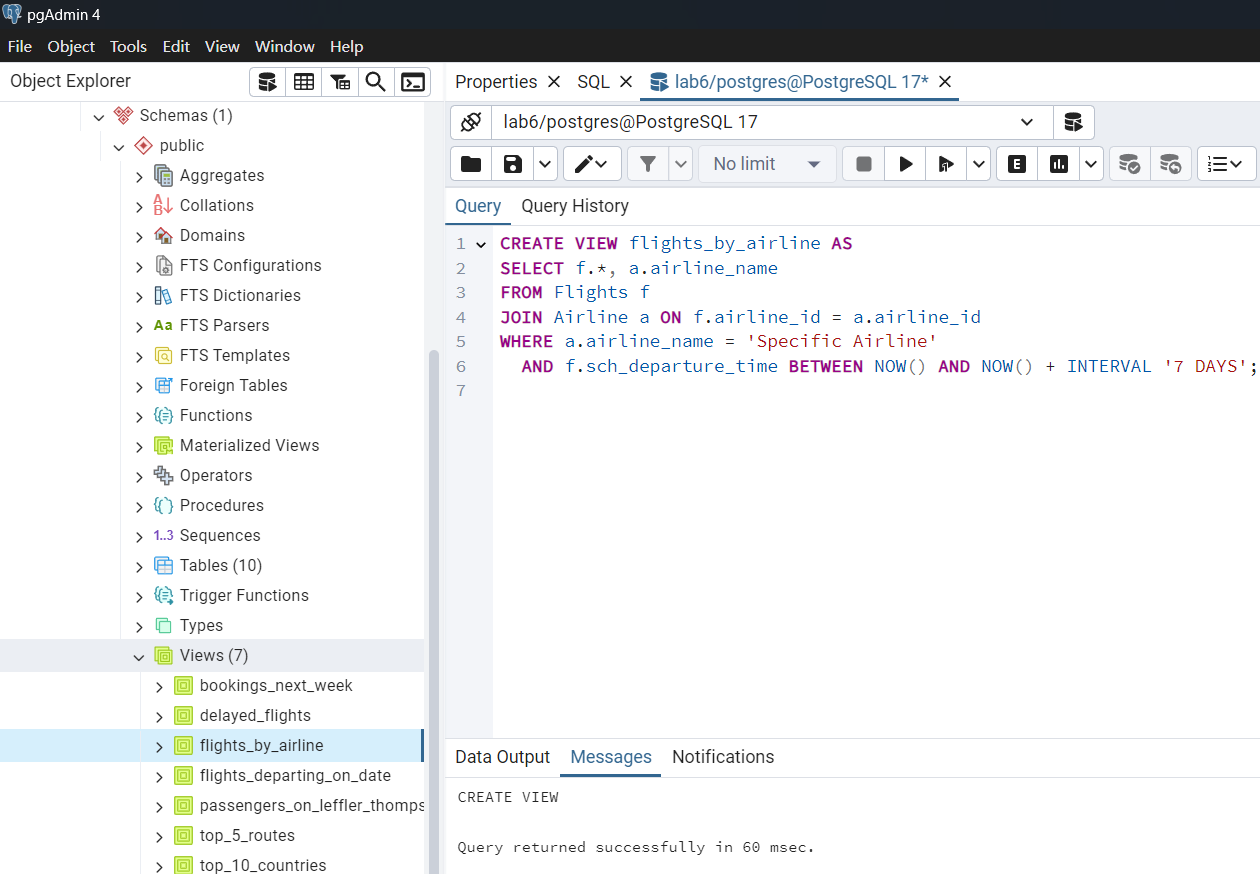 pgAdmin 4
File Object Tools Edit View Window Help
Object Explorer
Properties SQL lab6/postgres@PostgreSQL 17*
lab6/postgres@PostgreSQL 17
No limit
E
Query Query History
Schemas (1)
public
Aggregates
Collations
Domains
FTS Configurations
FTS Dictionaries
Aa FTS Parsers
FTS Templates
Foreign Tables
Functions
Materialized Views
Operators
Procedures
1..3 Sequences
Tables (10)
Trigger Functions
Types
Views (7)
bookings_next_week
delayed_flights
flights_by_airline
flights_departing_on_date
passengers_on_leffler_thomps
top_5_routes
top_10_countries
1 CREATE VIEW flights_by_airline AS
2 SELECT f.*, a.airline_name
3 FROM Flights f
4 JOIN Airline a ON f.airline_id = a.airline_id
5 WHERE a.airline_name = 'Specific Airline'
6 AND f.sch_departure_time BETWEEN NOW() AND NOW() + INTERVAL '7 DAYS';
7
Data Output Messages Notifications
CREATE VIEW
Query returned successfully in 60 msec.